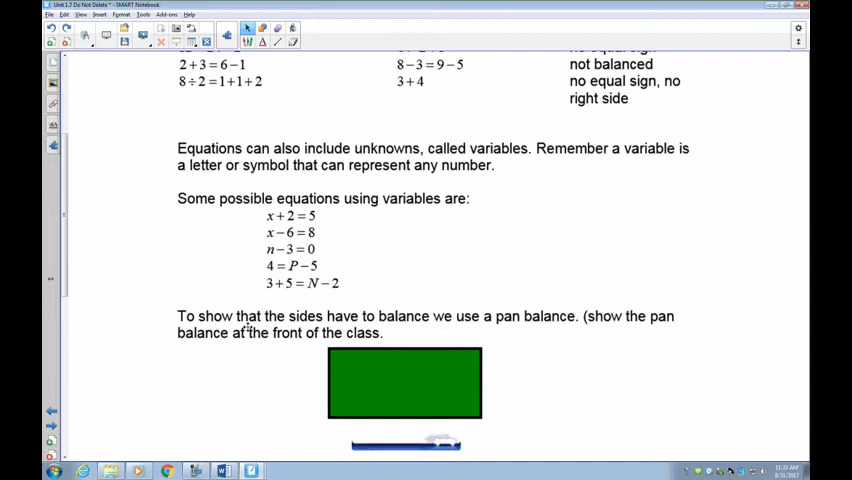 Unit 1.7 Do Not Delete * - SMART Notebook
File Edit View Insert Format Tools Add-ons Help
no equal sign
2+3=6−1 8−3=9−5 not balanced
8÷2=1+1+2 3+4 no equal sign, no
right side
Equations can also include unknowns, called variables. Remember a variable is
a letter or symbol that can represent any number.
Some possible equations using variables are:
x+2=5
x−6=8
n−3=0
4=P−5
3+5=N−2
To show that the sides have to balance we use a pan balance. (show the pan
balance at the front of the class.
11:33 AM
8/31/2017